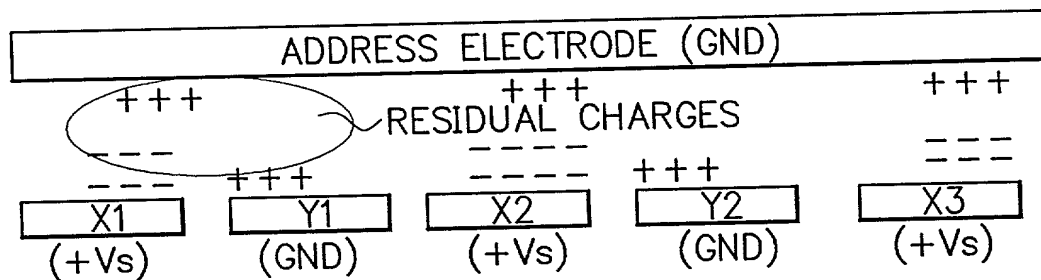 ADDRESS ELECTRODE (GND)
+++ +++ +++
RESIDUAL CHARGES
--- ---- ---
--- +++ ---- +++ ---
X1 Y1 X2 Y2 X3
(+Vs) (GND) (+Vs) (GND) (+Vs)